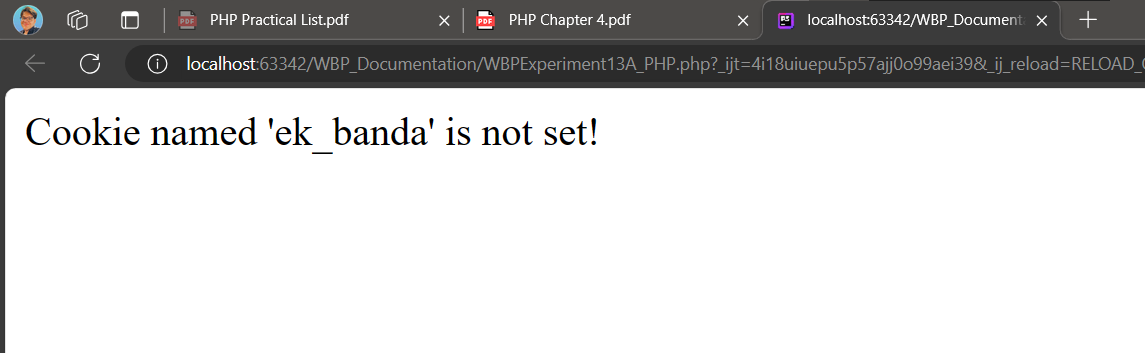 PHP Practical List.pdf
PHP Chapter 4.pdf
localhost:63342/WBP_Document
localhost:63342/WBP_Documentation/WBPExperiment13A_PHP.php?_ijt=4i18uiuepu5p57ajj0o99aei39&_ij_reload=RELOAD_
Cookie named 'ek_banda' is not set!